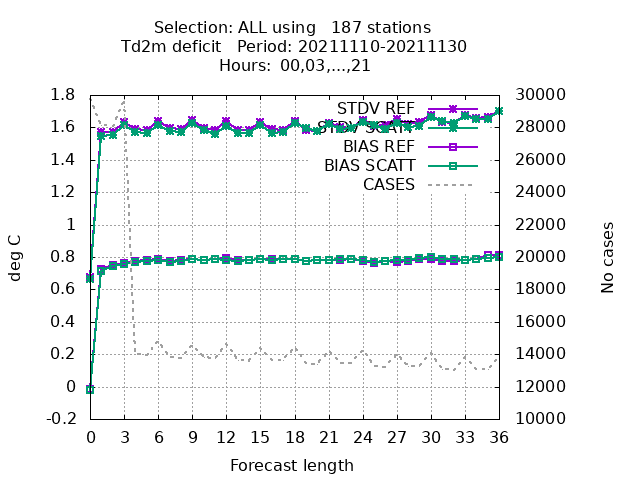 Selection: ALL using   187 stations
Td2m deficit   Period: 20211110-20211130
Hours:  00,03,...,21
STDV REF
STDV SCATT
BIAS REF
BIAS SCATT
CASES
1.8
1.6
1.4
1.2
1
0.8
0.6
0.4
0.2
0
-0.2
30000
28000
26000
24000
22000
20000
18000
16000
14000
12000
10000
deg C
No cases
0 3 6 9 12 15 18 21 24 27 30 33 36
Forecast length